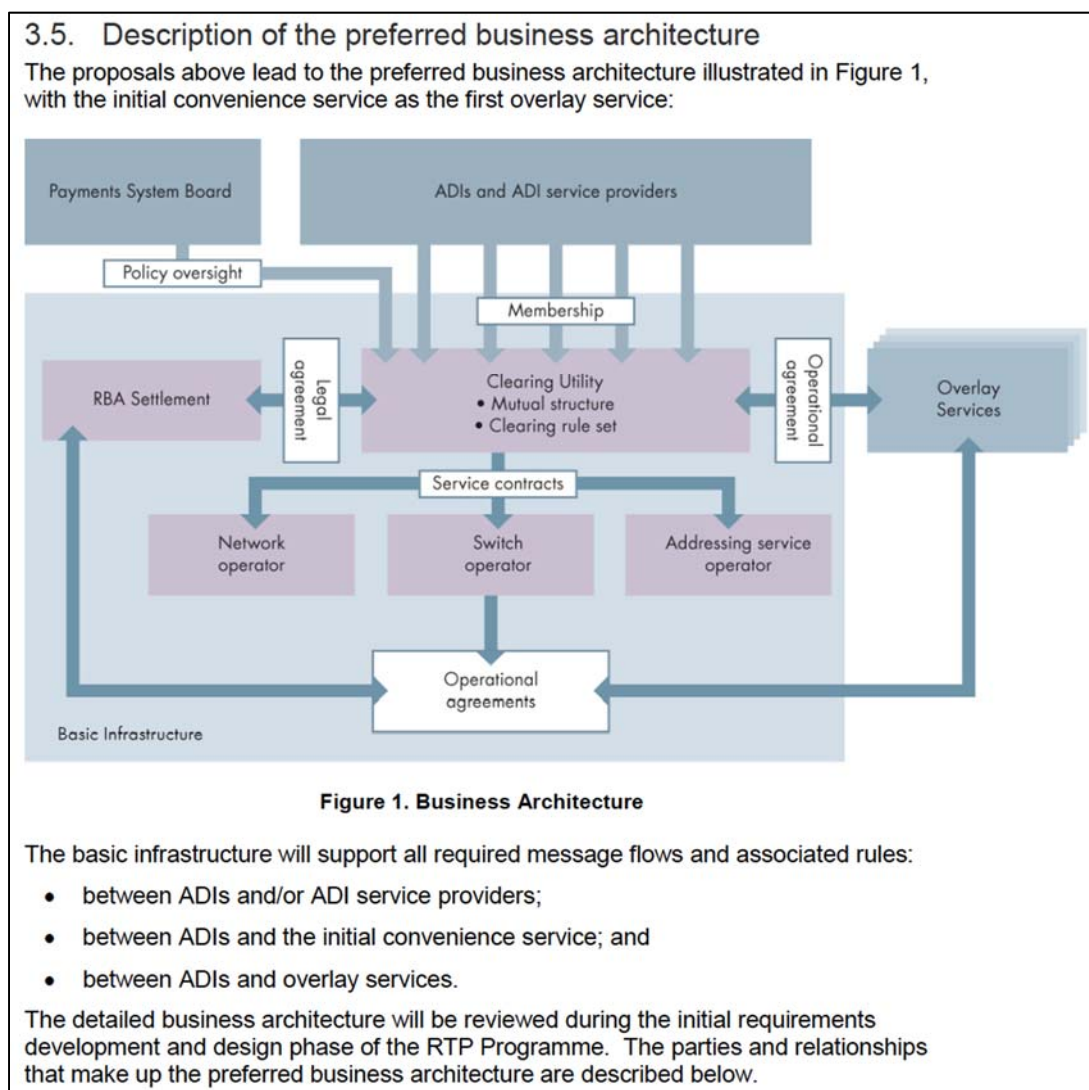 3.5. Description of the preferred business architecture
The proposals above lead to the preferred business architecture illustrated in Figure 1,
with the initial convenience service as the first overlay service:
Payments System Board
ADIs and ADI service providers
Policy oversight
Membership
RBA Settlement
Legal
agreement
Clearing Utility
• Mutual structure
• Clearing rule set
Operational
agreement
Overlay
Services
Service contracts
Network
operator
Switch
operator
Addressing service
operator
Operational
agreements
Basic Infrastructure
Figure 1. Business Architecture
The basic infrastructure will support all required message flows and associated rules:
• between ADIs and/or ADI service providers;
• between ADIs and the initial convenience service; and
• between ADIs and overlay services.
The detailed business architecture will be reviewed during the initial requirements
development and design phase of the RTP Programme. The parties and relationships
that make up the preferred business architecture are described below.